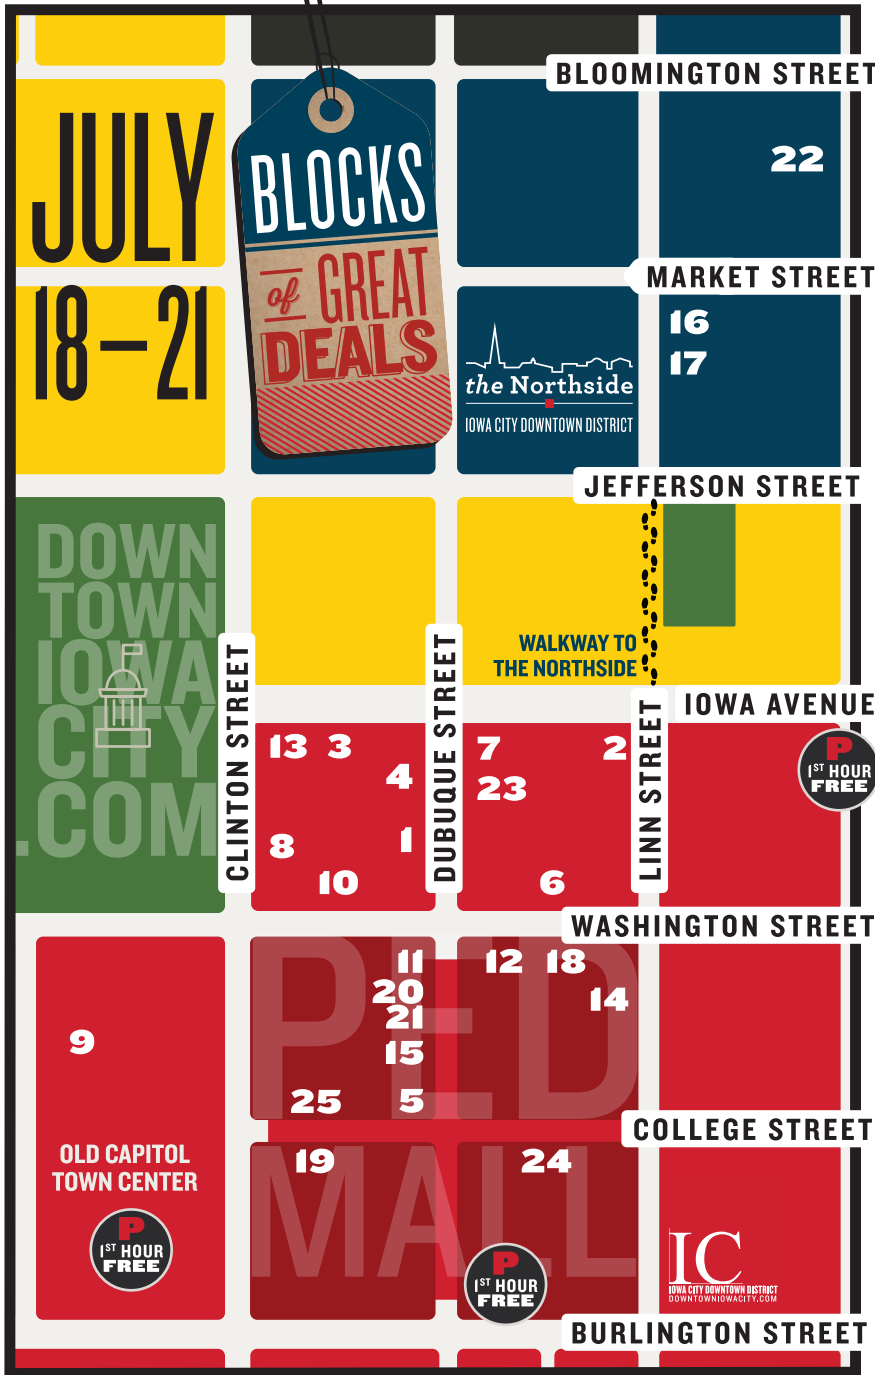 BLOOMINGTON STREET
JULY
18–21
BLOCKS
of GREAT
DEALS
22
MARKET STREET
16
17
the Northside
IOWA CITY DOWNTOWN DISTRICT
JEFFERSON STREET
DOWN
TOWN
IOWA
CITY
.COM
WALKWAY TO
THE NORTHSIDE
CLINTON STREET
DUBUQUE STREET
LINN STREET
IOWA AVENUE
13 3
4
8
1
10
7
2
23
6
P
1ST HOUR
FREE
WASHINGTON STREET
PED
MALL
11
20
21
15
25 5
12 18
14
9
COLLEGE STREET
19
24
OLD CAPITOL
TOWN CENTER
P
1ST HOUR
FREE
P
1ST HOUR
FREE
IC
IOWA CITY DOWNTOWN DISTRICT
DOWNTOWNIOWACITY.COM
BURLINGTON STREET